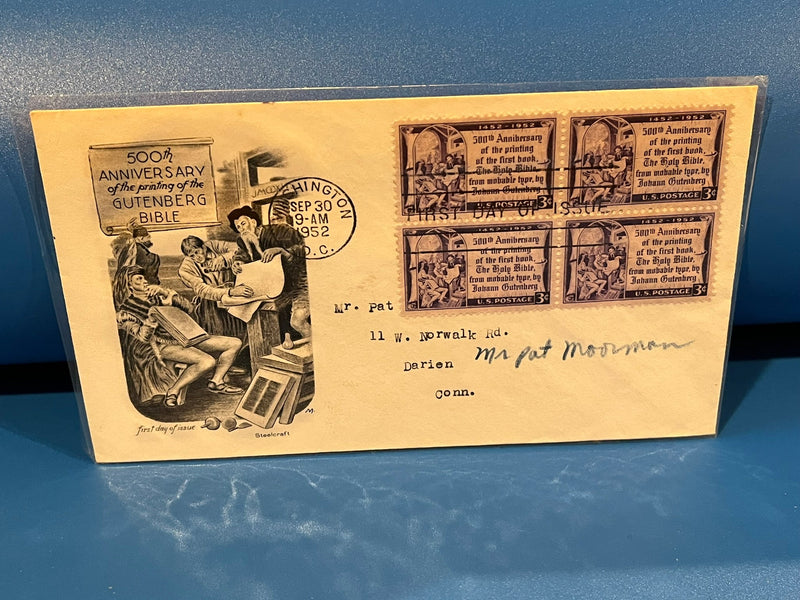 500th
ANNIVERSARY
of the printing of the
GUTENBERG
BIBLE
WASHINGTON
SEP 30
9-AM
1952
D.C.
first day of issue
M.
Steelcraft
1452-1952
500th Anniversary
of the printing
of the first book,
The Holy Bible,
from movable type, by
Johann Gutenberg
U.S. POSTAGE 3¢
1452-1952
500th Anniversary
of the printing
of the first book,
The Holy Bible,
from movable type, by
Johann Gutenberg
U.S. POSTAGE 3¢
FIRST DAY OF ISSUE
1452-1952
500th Anniversary
of the printing
of the first book,
The Holy Bible,
from movable type, by
Johann Gutenberg
U.S. POSTAGE 3¢
1452-1952
500th Anniversary
of the printing
of the first book,
The Holy Bible,
from movable type, by
Johann Gutenberg
U.S. POSTAGE 3¢
Mr. Pat
11 W. Norwalk Rd.
Darien
Conn.
Mr Pat Moorman